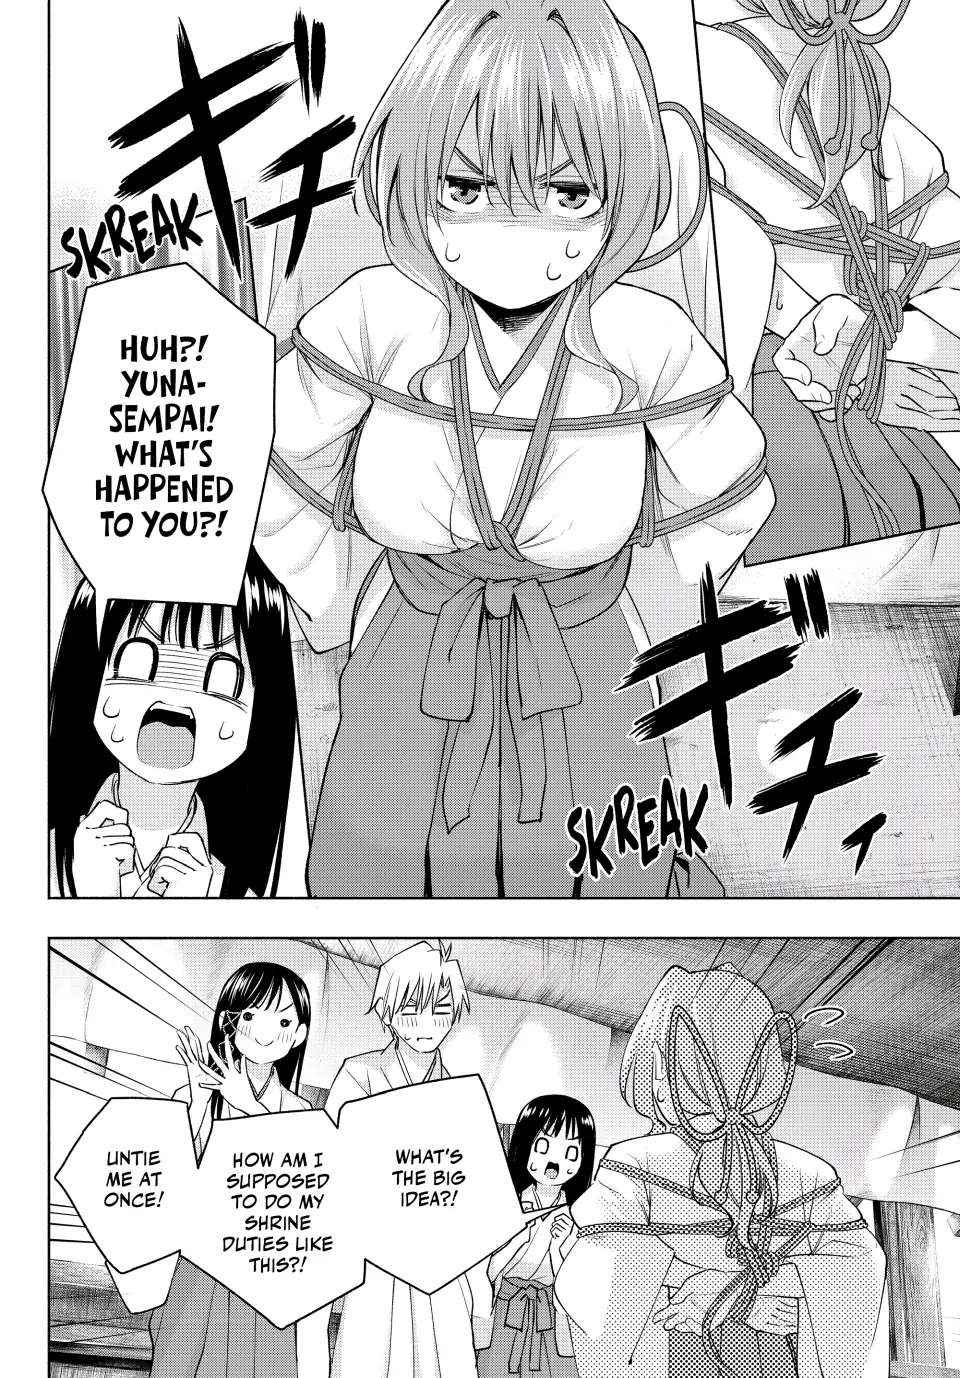 ギチ
SKREAK
HUH?!
YUNA-
SEMPAI!
WHAT'S
HAPPENED
TO YOU?!
ギチィ
SKREAK
WHAT'S
THE BIG
IDEA?!
HOW AM I
SUPPOSED
TO DO MY
SHRINE
DUTIES LIKE
THIS?!
UNTIE
ME AT
ONCE!